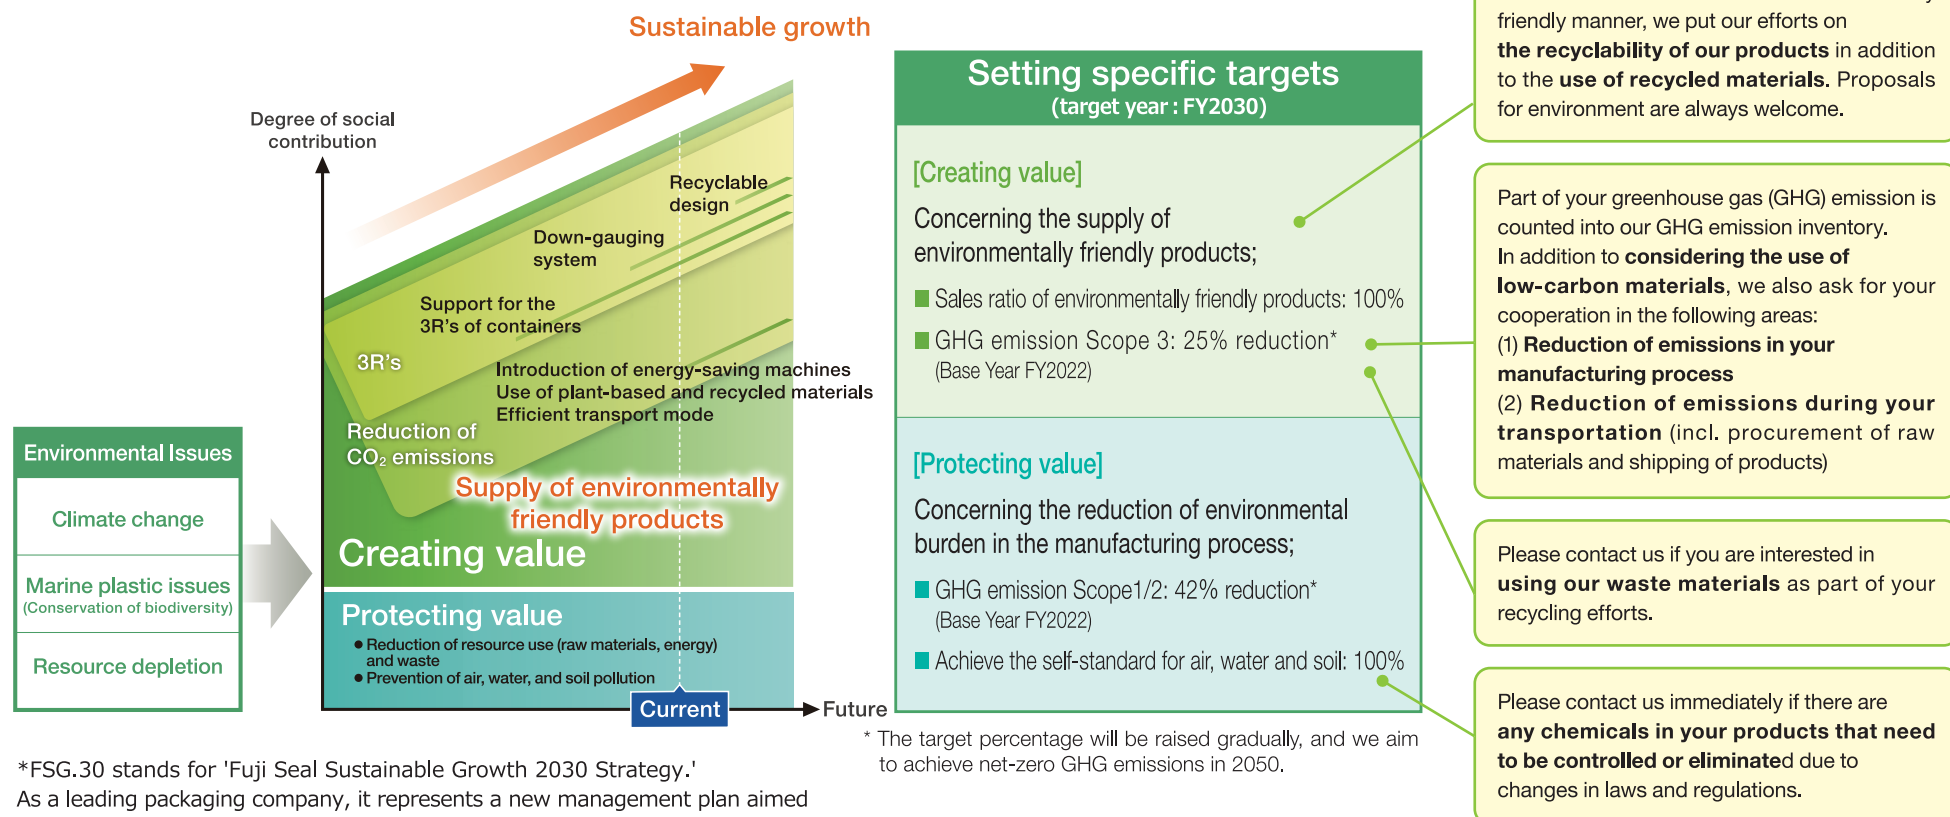 Sustainable growth
Degree of social
contribution
Recyclable
design
Down-gauging
system
Support for the
3R's of containers
3R's
Introduction of energy-saving machines
Use of plant-based and recycled materials
Efficient transport mode
Reduction of
CO₂ emissions
Supply of environmentally
friendly products
Creating value
Protecting value
● Reduction of resource use (raw materials, energy)
and waste
● Prevention of air, water, and soil pollution
Current
Future
Environmental Issues
Climate change
Marine plastic issues
(Conservation of biodiversity)
Resource depletion
*FSG.30 stands for 'Fuji Seal Sustainable Growth 2030 Strategy.'
As a leading packaging company, it represents a new management plan aimed
Setting specific targets
(target year : FY2030)
[Creating value]
Concerning the supply of
environmentally friendly products;
■ Sales ratio of environmentally friendly products: 100%
■ GHG emission Scope 3: 25% reduction*
(Base Year FY2022)
[Protecting value]
Concerning the reduction of environmental
burden in the manufacturing process;
■ GHG emission Scope1/2: 42% reduction*
(Base Year FY2022)
■ Achieve the self-standard for air, water and soil: 100%
* The target percentage will be raised gradually, and we aim
to achieve net-zero GHG emissions in 2050.
friendly manner, we put our efforts on
the recyclability of our products in addition
to the use of recycled materials. Proposals
for environment are always welcome.
Part of your greenhouse gas (GHG) emission is
counted into our GHG emission inventory.
In addition to considering the use of
low-carbon materials, we also ask for your
cooperation in the following areas:
(1) Reduction of emissions in your
manufacturing process
(2) Reduction of emissions during your
transportation (incl. procurement of raw
materials and shipping of products)
Please contact us if you are interested in
using our waste materials as part of your
recycling efforts.
Please contact us immediately if there are
any chemicals in your products that need
to be controlled or eliminated due to
changes in laws and regulations.